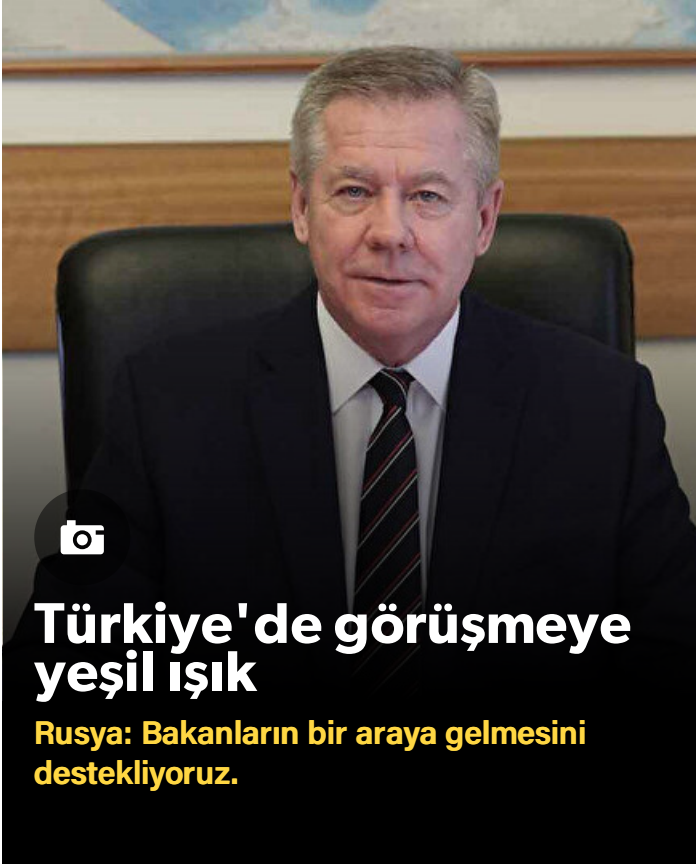 Türkiye'de görüşmeye
yeşil ışık
Rusya: Bakanların bir araya gelmesini
destekliyoruz.